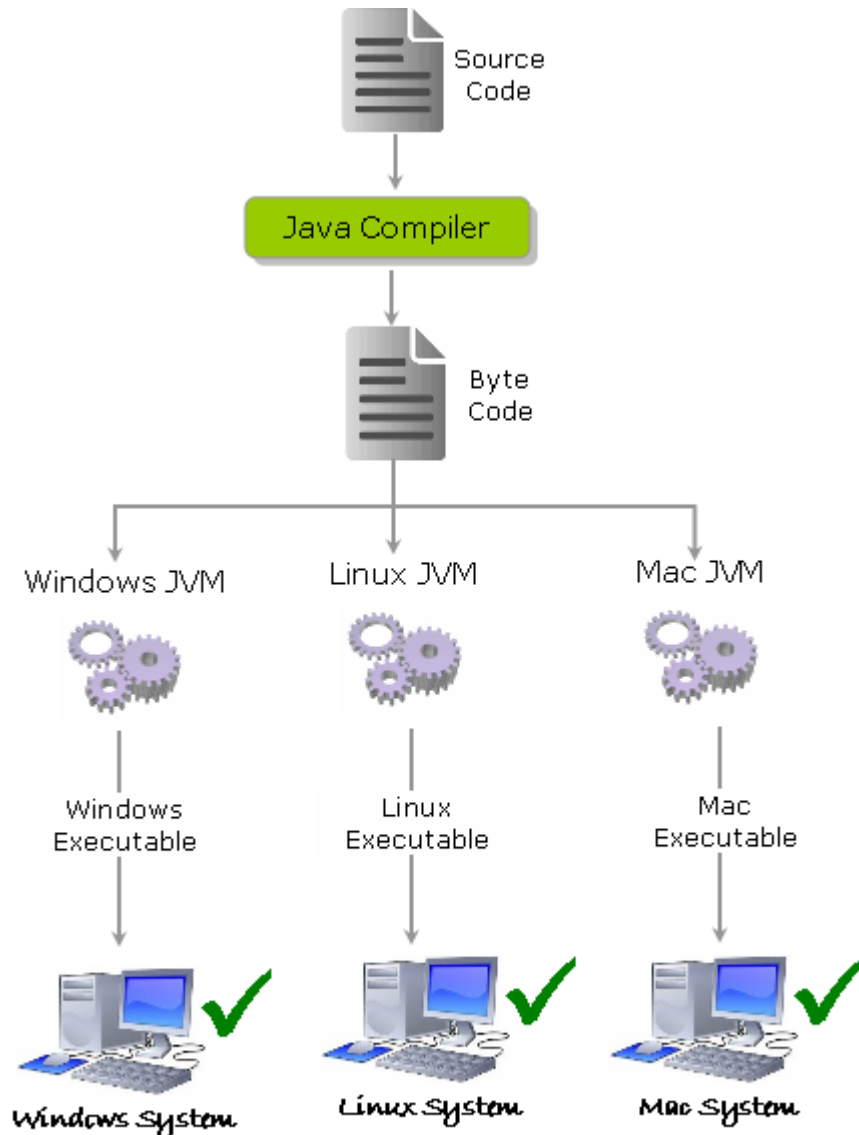 Source
Code
Java Compiler
Byte
Code
Windows JVM
Linux JVM
Mac JVM
Windows
Executable
Linux
Executable
Mac
Executable
Windows System
Linux System
Mac System